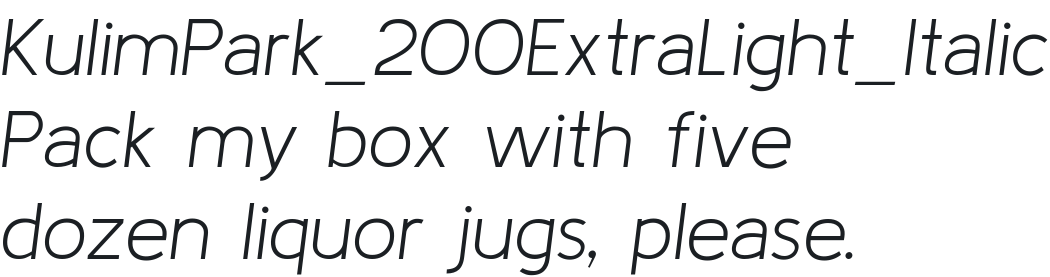 KulimPark_200ExtraLight_Italic
Pack my box with five
dozen liquor jugs, please.